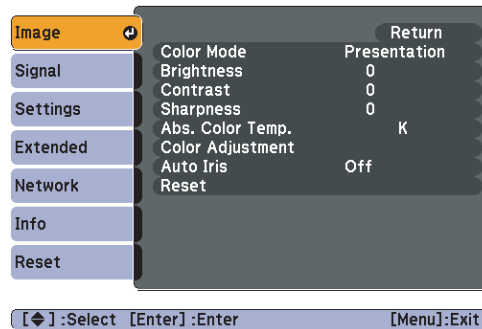 Image
Signal
Settings
Extended
Network
Info
Reset
Return
Color Mode Presentation
Brightness 0
Contrast 0
Sharpness 0
Abs. Color Temp. K
Color Adjustment
Auto Iris Off
Reset
[◆] :Select [Enter] :Enter [Menu]:Exit